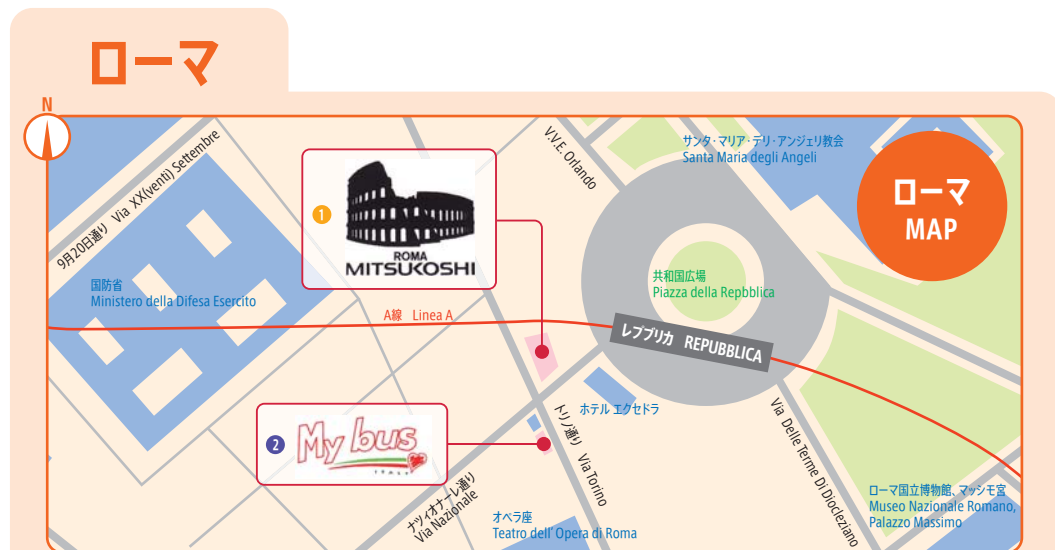 ローマ
N
9月20日通り Via XX(venti) Settembre
V.V.E. Orlando
サンタ・マリア・デリ・アンジェリ教会
Santa Maria degli Angeli
ローマ
MAP
1
ROMA
MITSUKOSHI
国防省
Ministero della Difesa Esercito
共和国広場
Piazza della Repbblica
A線 Linea A
レプブリカ REPUBBLICA
ホテル エクセドラ
2
My bus
トリノ通り Via Torino
Via Delle Terme Di Diocleziano
ナツィオナーレ通り
Via Nazionale
オペラ座
Teatro dell' Opera di Roma
ローマ国立博物館、マッシモ宮
Museo Nazionale Romano,
Palazzo Massimo